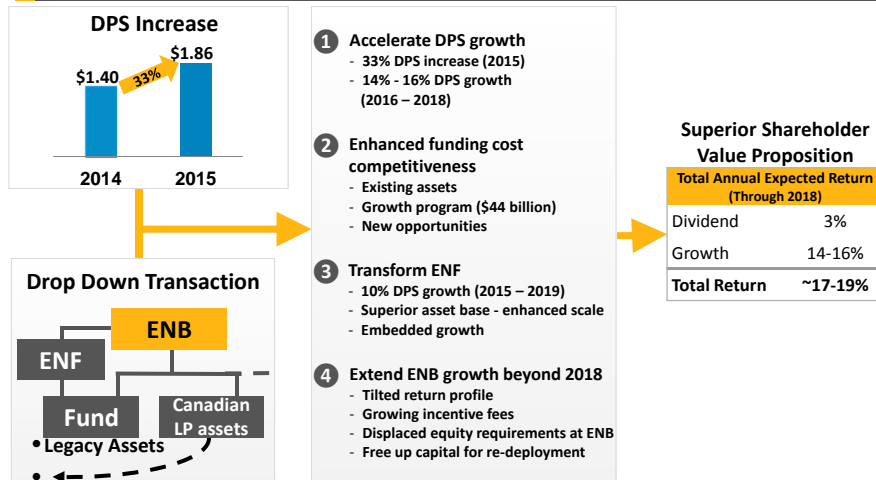 DPS Increase
$1.40
33%
$1.86
2014
2015
Drop Down Transaction
ENB
ENF
Fund
Canadian
LP assets
•Legacy Assets
•
1 Accelerate DPS growth
- 33% DPS increase (2015)
- 14% - 16% DPS growth
(2016 – 2018)
2 Enhanced funding cost
competitiveness
- Existing assets
- Growth program ($44 billion)
- New opportunities
3 Transform ENF
- 10% DPS growth (2015 – 2019)
- Superior asset base - enhanced scale
- Embedded growth
4 Extend ENB growth beyond 2018
- Tilted return profile
- Growing incentive fees
- Displaced equity requirements at ENB
- Free up capital for re-deployment
Superior Shareholder
Value Proposition
Total Annual Expected Return
(Through 2018)
Dividend 3%
Growth 14-16%
Total Return ~17-19%